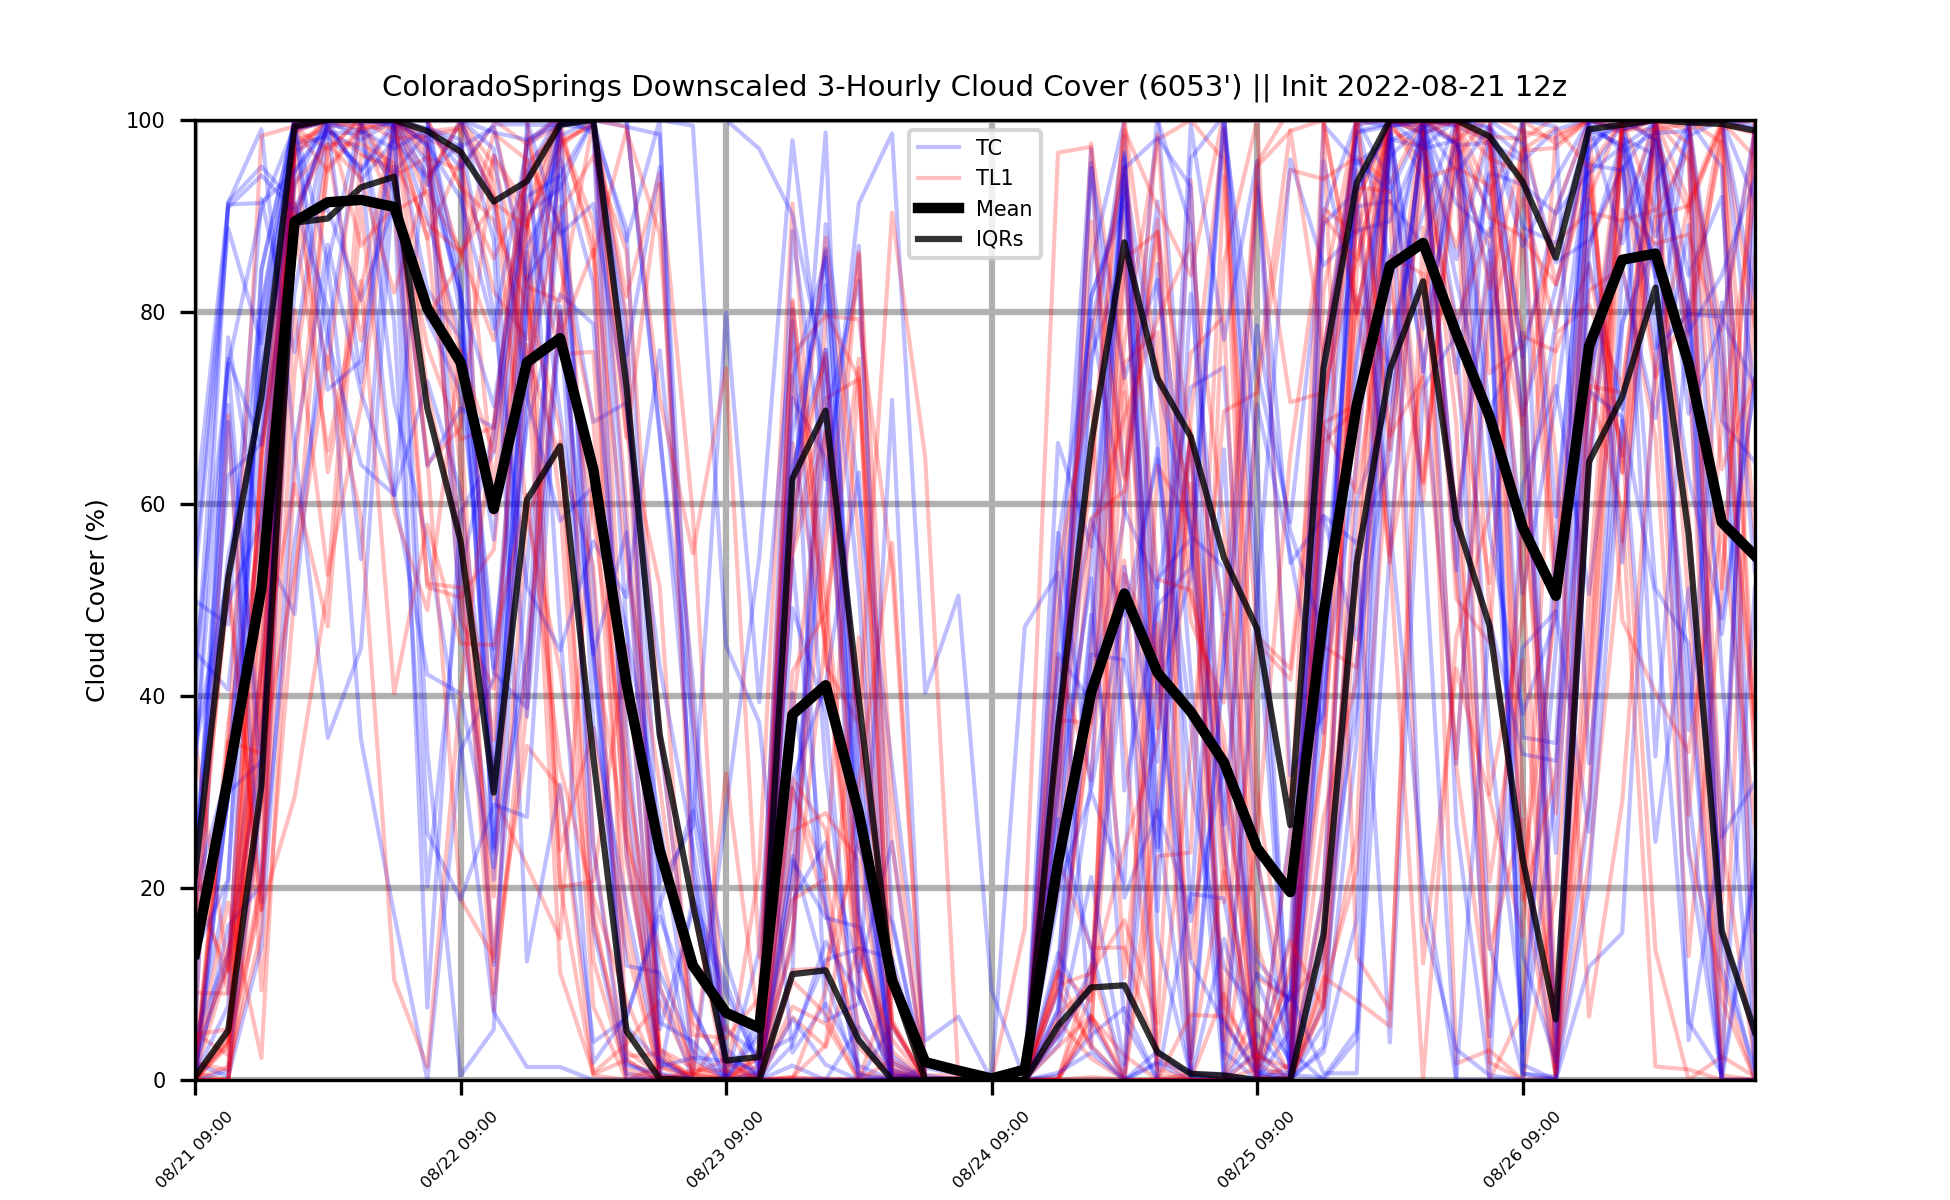 ColoradoSprings Downscaled 3-Hourly Cloud Cover (6053') || Init 2022-08-21 12z
TC
TL1
Mean
IQRs
Cloud Cover (%)
100
80
60
40
20
0
08/21 09:00
08/22 09:00
08/23 09:00
08/24 09:00
08/25 09:00
08/26 09:00